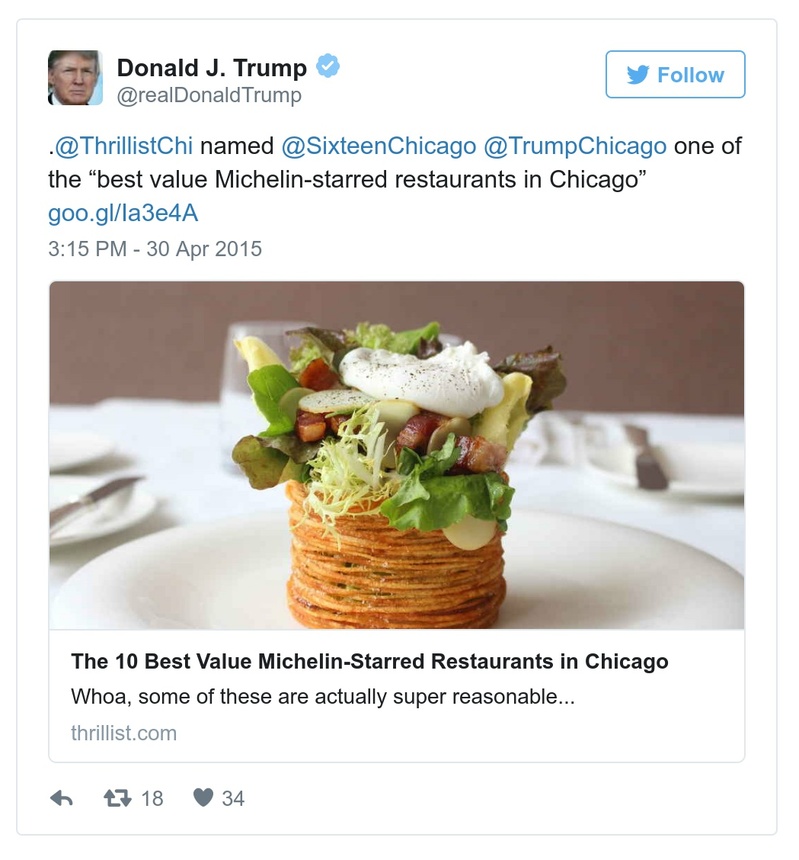 Donald J. Trump
@realDonaldTrump
Follow
.@ThrillistChi named @SixteenChicago @TrumpChicago one of
the “best value Michelin-starred restaurants in Chicago”
goo.gl/Ia3e4A
3:15 PM - 30 Apr 2015
The 10 Best Value Michelin-Starred Restaurants in Chicago
Whoa, some of these are actually super reasonable...
thrillist.com
18 34